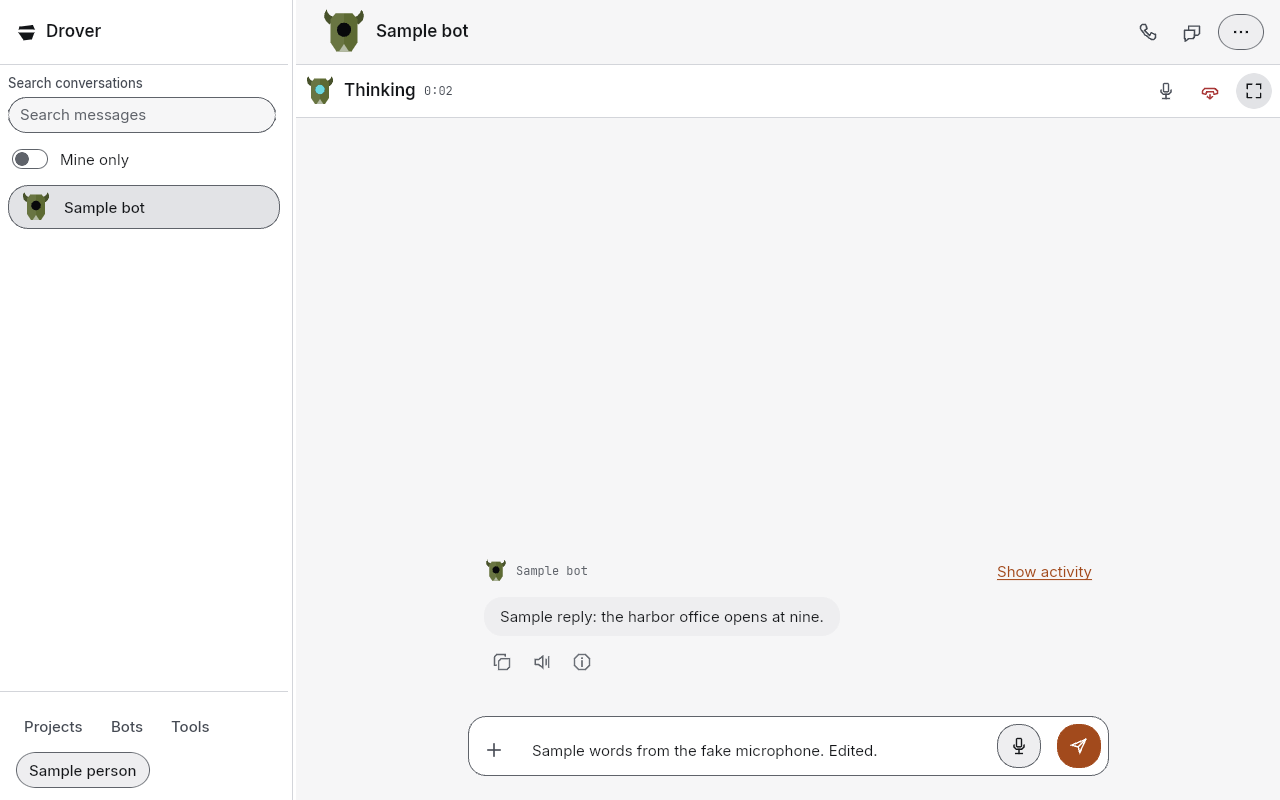 Drover
Search conversations
Search messages
Mine only
Sample bot
Projects Bots Tools
Sample person
Sample bot
Thinking 0:02
Sample bot
Show activity
Sample reply: the harbor office opens at nine.
Sample words from the fake microphone. Edited.